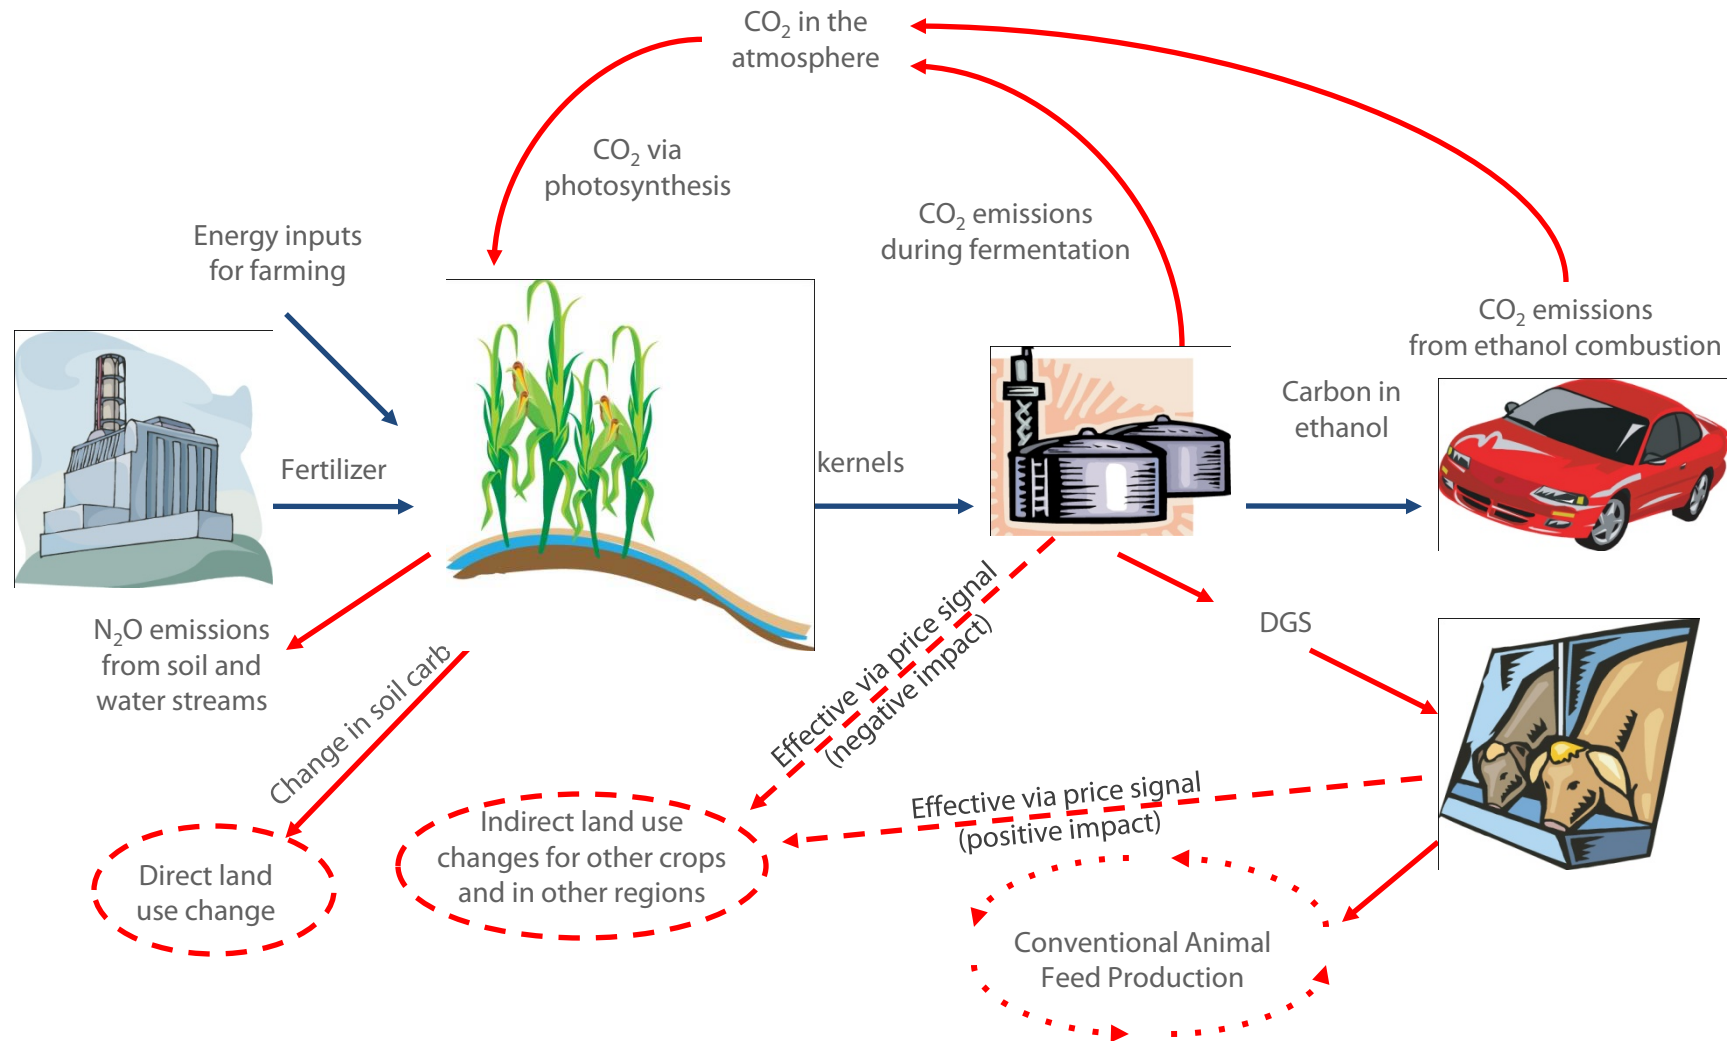 CO₂ in the
atmosphere
CO₂ via
photosynthesis
CO₂ emissions
during fermentation
Energy inputs
for farming
CO₂ emissions
from ethanol combustion
Carbon in
ethanol
Fertilizer
kernels
N₂O emissions
from soil and
water streams
Change in soil carb
Effective via price signal
(negative impact)
DGS
Effective via price signal
(positive impact)
Direct land
use change
Indirect land use
changes for other crops
and in other regions
Conventional Animal
Feed Production